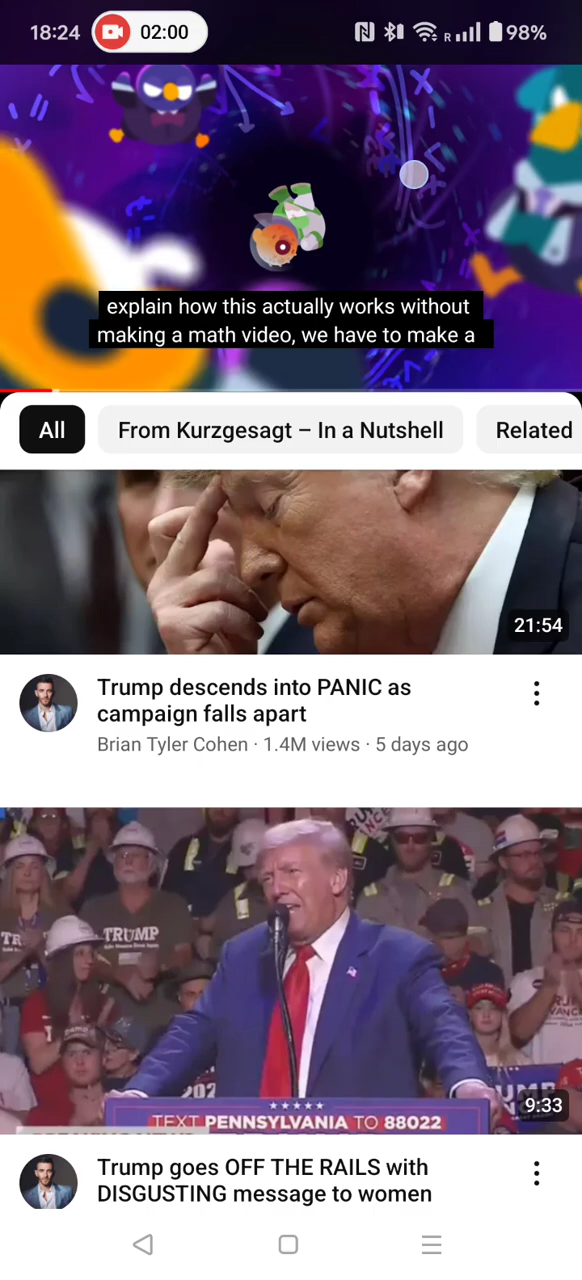 18:24 02:00 R 98%
explain how this actually works without
making a math video, we have to make a
All From Kurzgesagt – In a Nutshell Related
21:54
Trump descends into PANIC as
campaign falls apart
Brian Tyler Cohen · 1.4M views · 5 days ago
TRUMP
TEXT PENNSYLVANIA TO 88022
9:33
Trump goes OFF THE RAILS with
DISGUSTING message to women